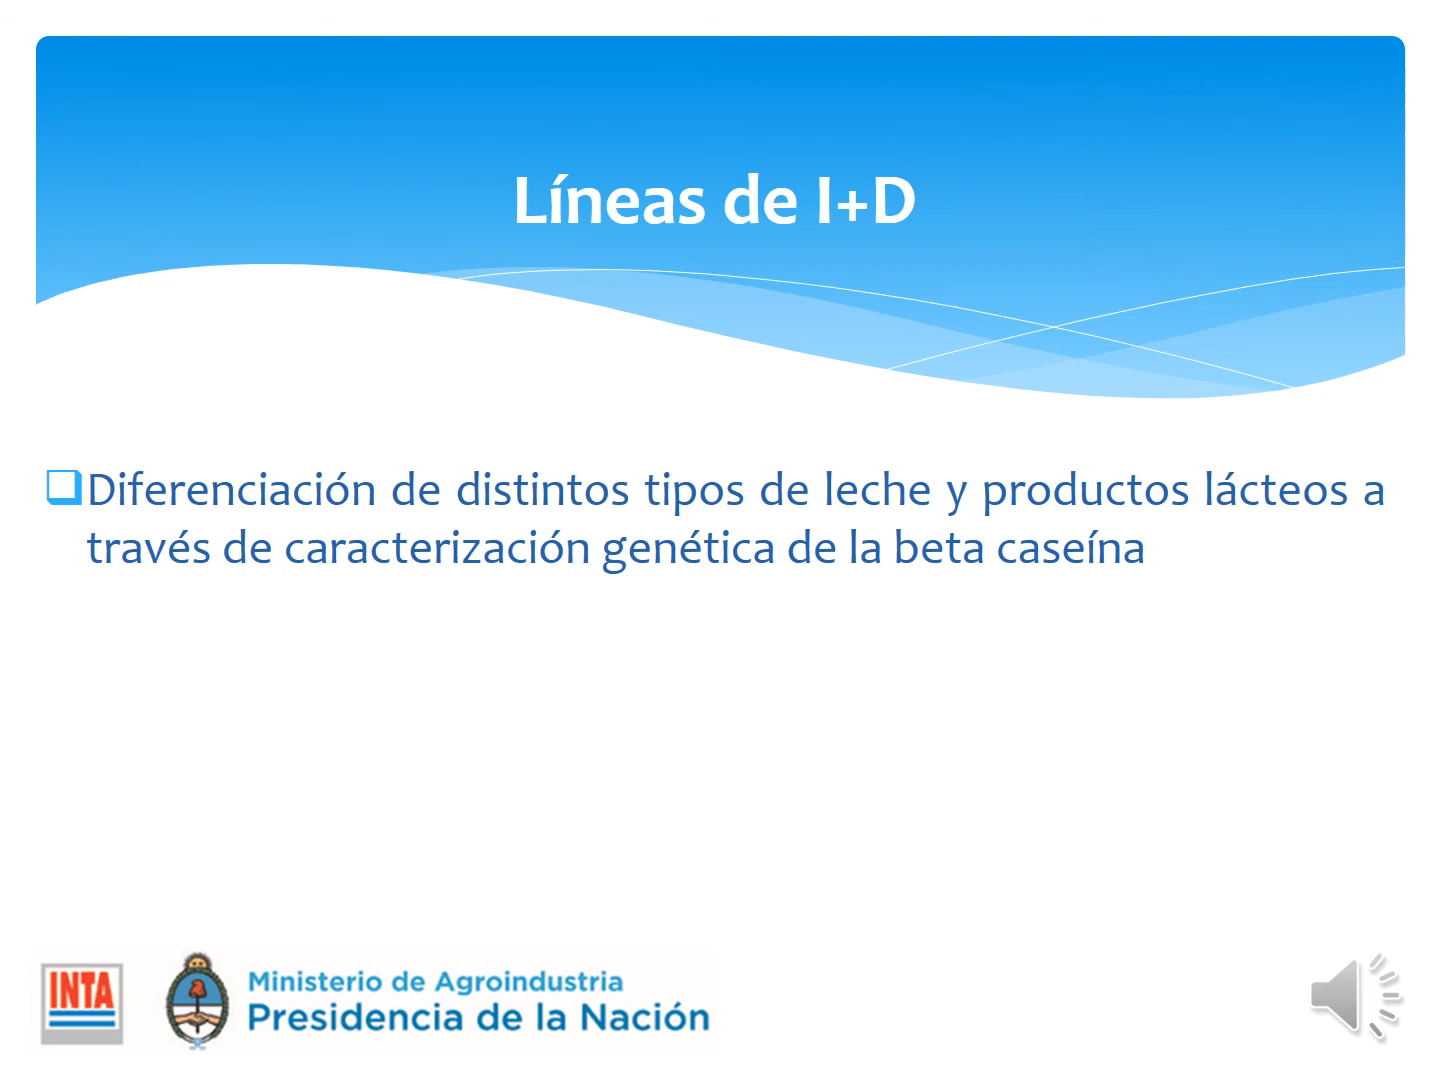 Líneas de I+D
Diferenciación de distintos tipos de leche y productos lácteos a
través de caracterización genética de la beta caseína
INTA
Ministerio de Agroindustria
Presidencia de la Nación